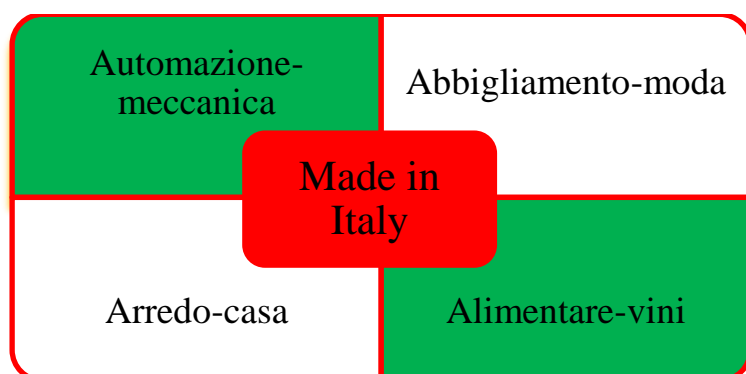 Automazione-
meccanica
Abbigliamento-moda
Made in
Italy
Arredo-casa
Alimentare-vini